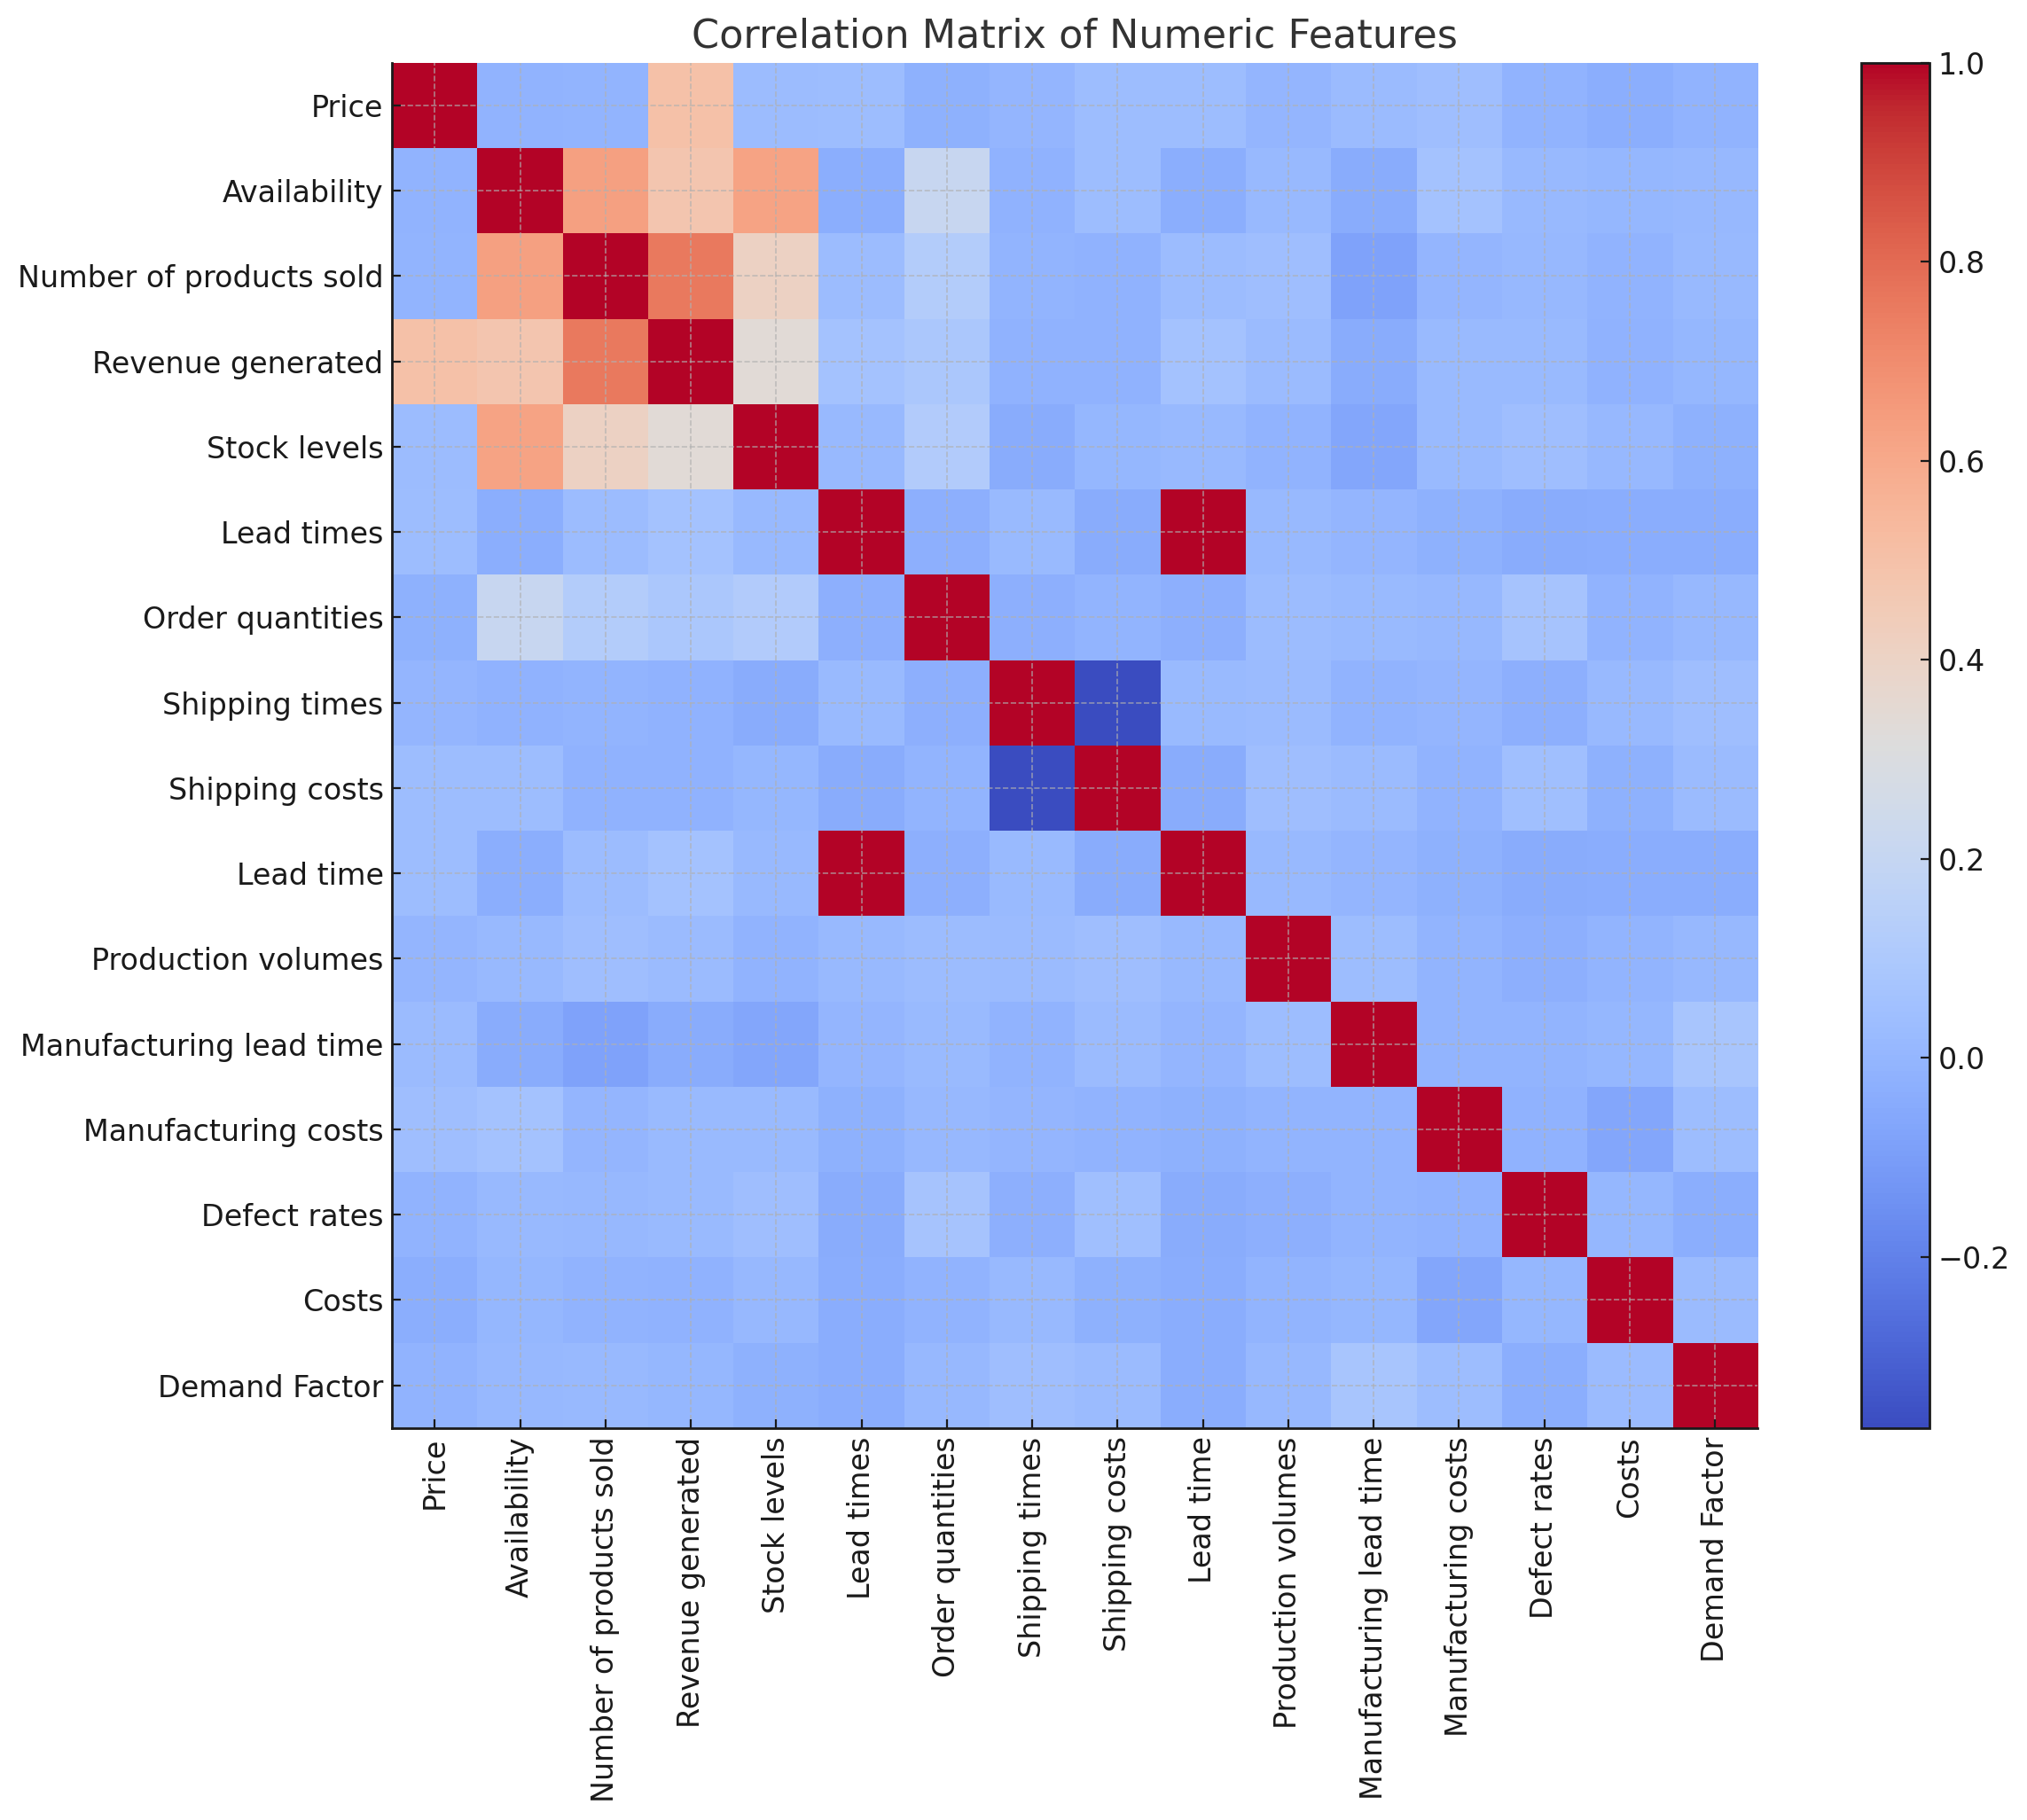 Correlation Matrix of Numeric Features
Price
Availability
Number of products sold
Revenue generated
Stock levels
Lead times
Order quantities
Shipping times
Shipping costs
Lead time
Production volumes
Manufacturing lead time
Manufacturing costs
Defect rates
Costs
Demand Factor
Price
Availability
Number of products sold
Revenue generated
Stock levels
Lead times
Order quantities
Shipping times
Shipping costs
Lead time
Production volumes
Manufacturing lead time
Manufacturing costs
Defect rates
Costs
Demand Factor
1.0
0.8
0.6
0.4
0.2
0.0
−0.2